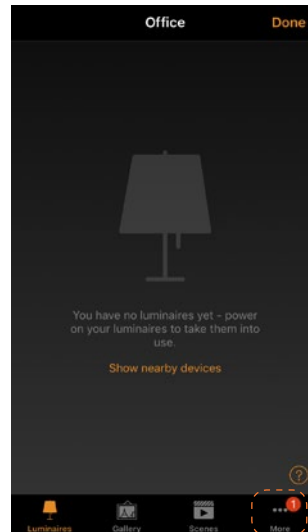 Office
Done
You have no luminaires yet - power
on your luminaires to take them into
use.
Show nearby devices
?
1
Luminaires
Gallery
Scenes
More